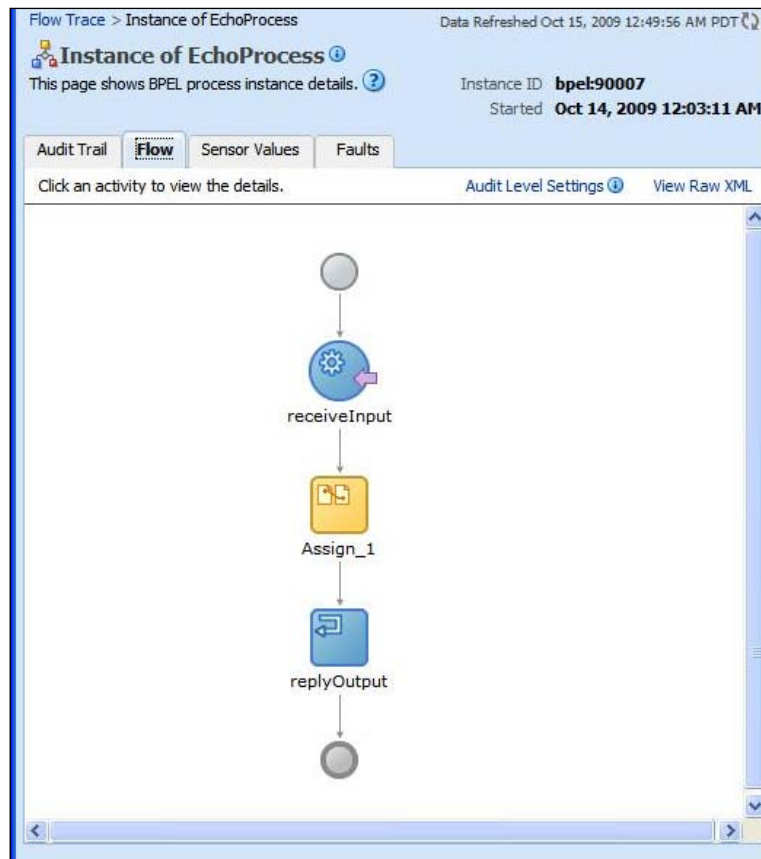 Flow Trace > Instance of EchoProcess
Data Refreshed Oct 15, 2009 12:49:56 AM PDT
Instance of EchoProcess
This page shows BPEL process instance details.
Instance ID bpel:90007
Started Oct 14, 2009 12:03:11 AM
Audit Trail Flow Sensor Values Faults
Click an activity to view the details. Audit Level Settings View Raw XML
receiveInput
Assign_1
replyOutput